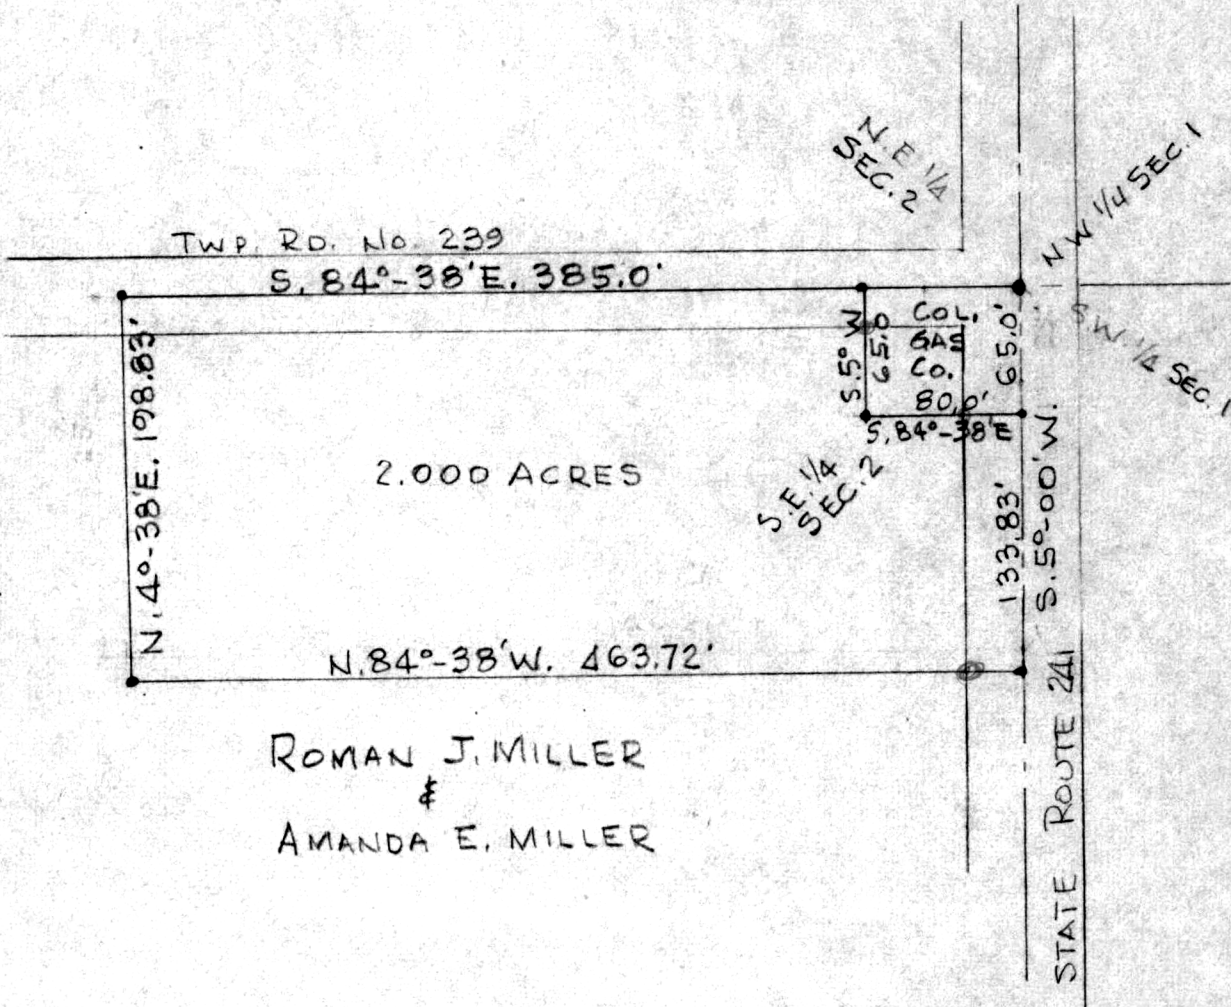 N.E 1/4
SEC. 2
N W 1/4 SEC. 1
TWP. RD. No. 239
S. 84°-38'E. 385.0'
S W 1/4 SEC. 1
COL.
GAS
CO.
80.0'
S. 84°-38'E
S.5° W
65.0
65.0'
N. 4°-38'E. 198.83'
2.000 ACRES
S.E. 1/4
SEC. 2
133.83'
S. 5°-00' W.
N. 84°-38'W. 463.72'
STATE ROUTE 241
ROMAN J. MILLER
&
AMANDA E. MILLER